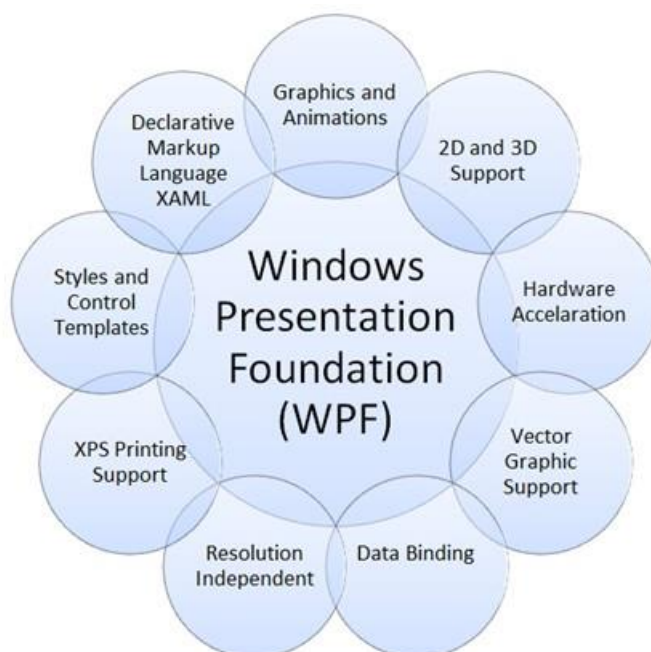 Graphics and
Animations
2D and 3D
Support
Hardware
Accelaration
Vector
Graphic
Support
Data Binding
Resolution
Independent
XPS Printing
Support
Styles and
Control
Templates
Declarative
Markup
Language
XAML
Windows
Presentation
Foundation
(WPF)